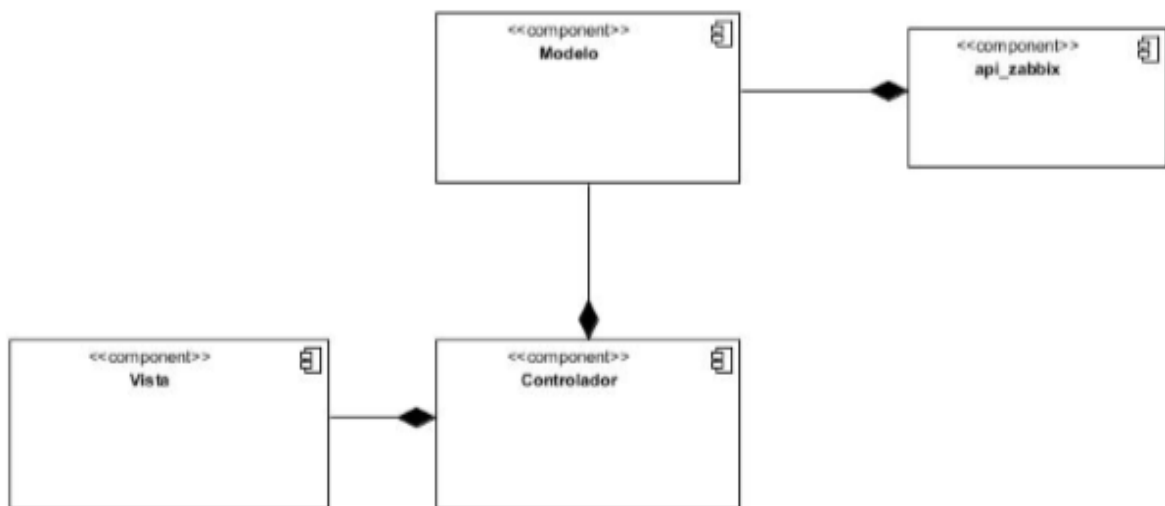 <<component>>
Modelo
<<component>>
api_zabbix
<<component>>
Vista
<<component>>
Controlador